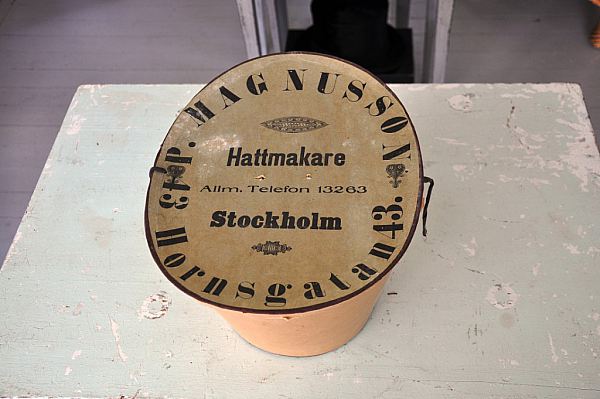 P. MAGNUSSON
Hattmakare
Allm. Telefon 13263
Stockholm
43 Hornsgatan 43.